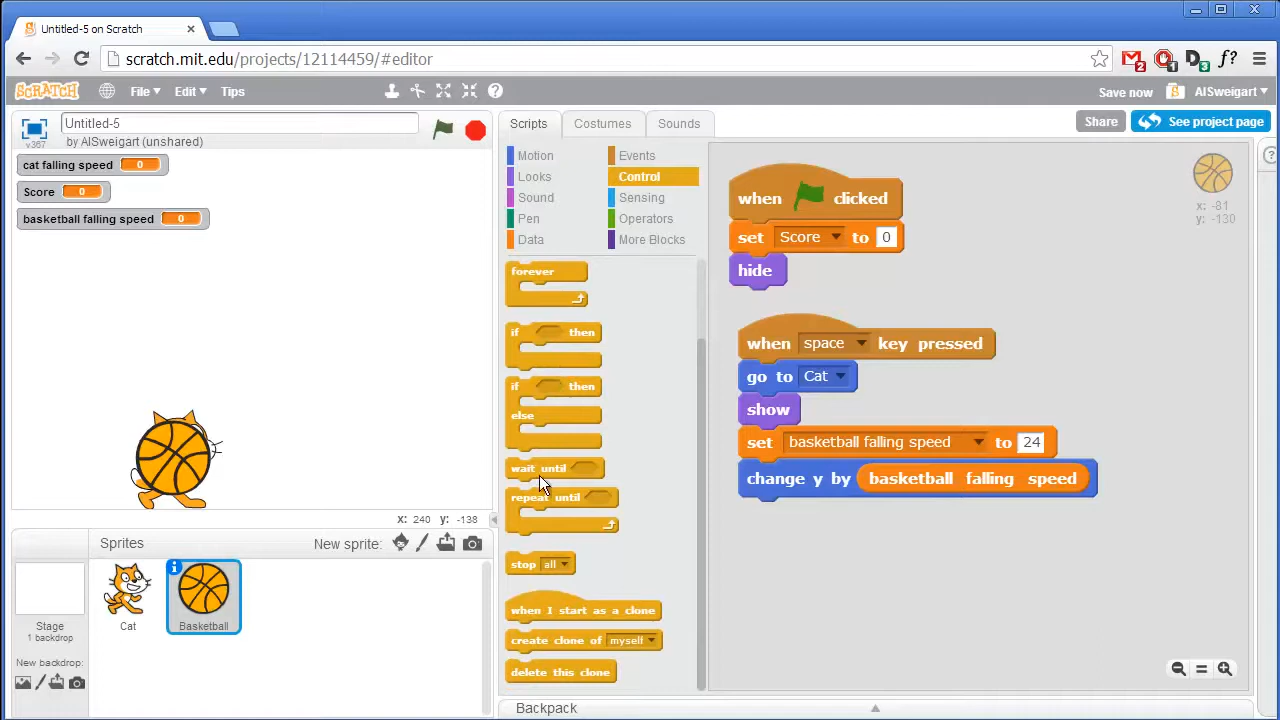 Untitled-5 on Scratch
scratch.mit.edu/projects/12114459/#editor
2 1 D 3 f?
SCRATCH File Edit Tips Save now S AlSweigart
v367 Untitled-5
by AlSweigart (unshared)
Scripts Costumes Sounds Share See project page
cat falling speed 0
Score 0
basketball falling speed 0
Motion Events
Looks Control
Sound Sensing
Pen Operators
Data More Blocks
forever
if then
if then
else
wait until
repeat until
stop all
when I start as a clone
create clone of myself
delete this clone
when clicked
set Score to 0
hide
when space key pressed
go to Cat
show
set basketball falling speed to 24
change y by basketball falling speed
x: -81
y: -130
x: 240 y: -138
Sprites New sprite:
Stage
1 backdrop
New backdrop:
Cat
Basketball
Backpack